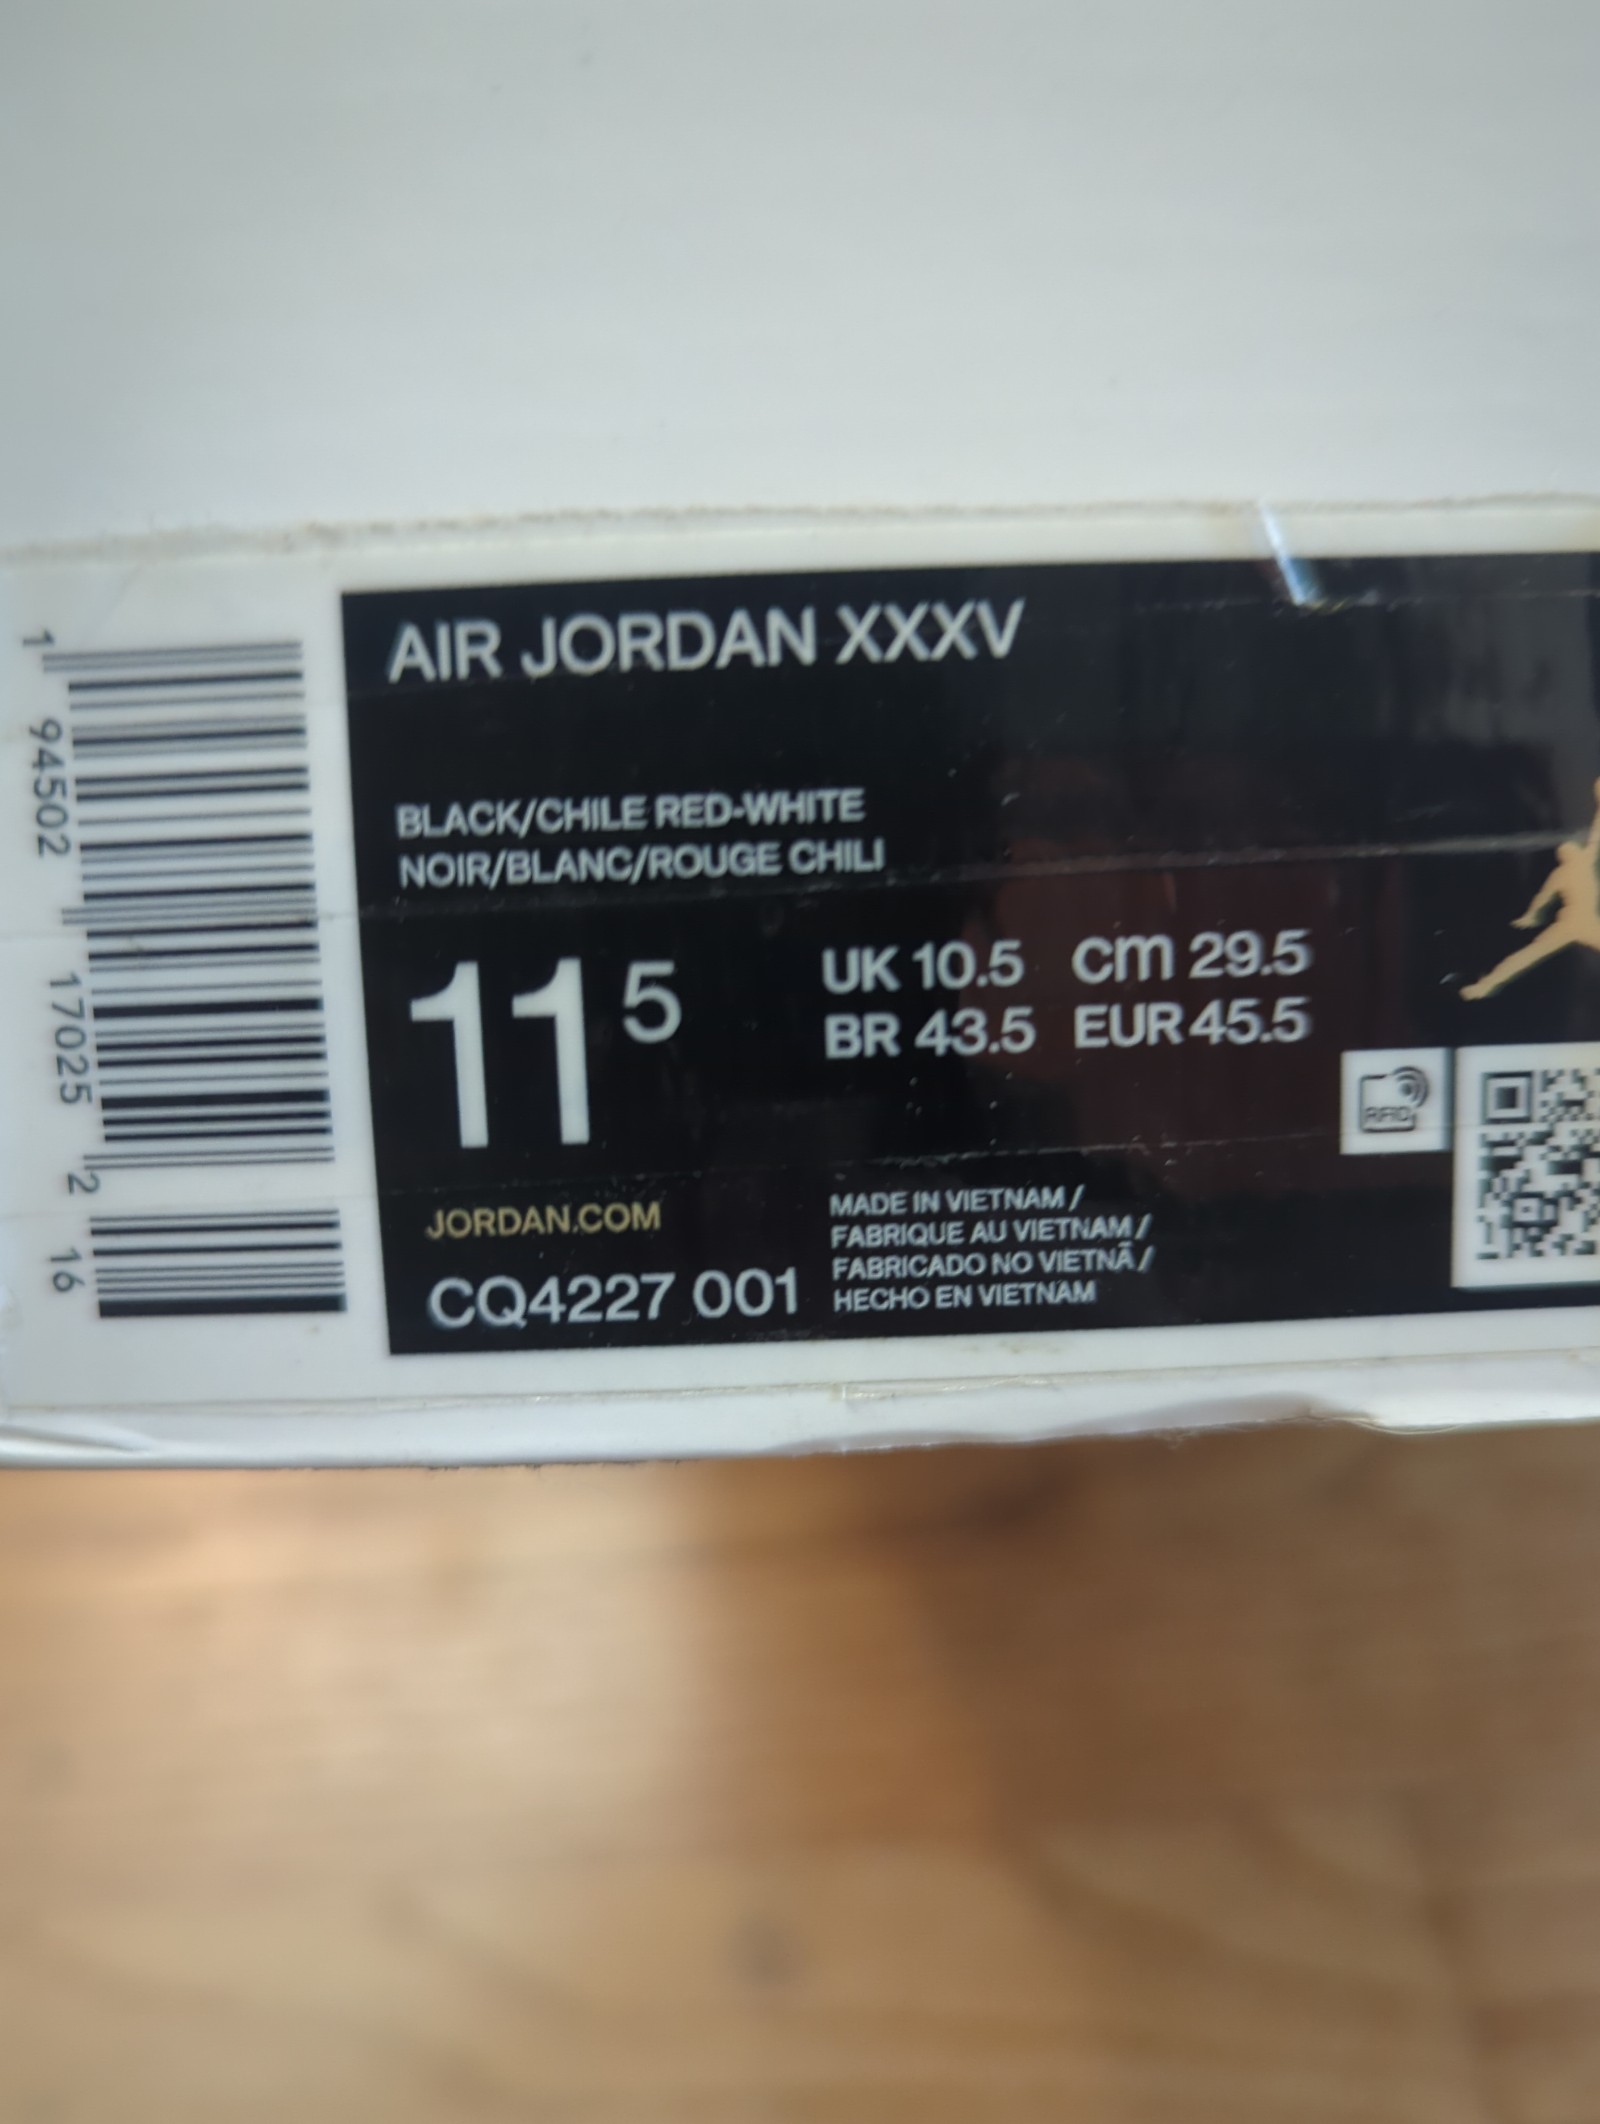 AIR JORDAN XXXV
BLACK/CHILE RED-WHITE
NOIR/BLANC/ROUGE CHILI
11 5
UK 10.5 cm 29.5
BR 43.5 EUR 45.5
RFID
JORDAN.COM
CQ4227 001
MADE IN VIETNAM /
FABRIQUE AU VIETNAM /
FABRICADO NO VIETNÃ /
HECHO EN VIETNAM
1 94502 17025 2 16